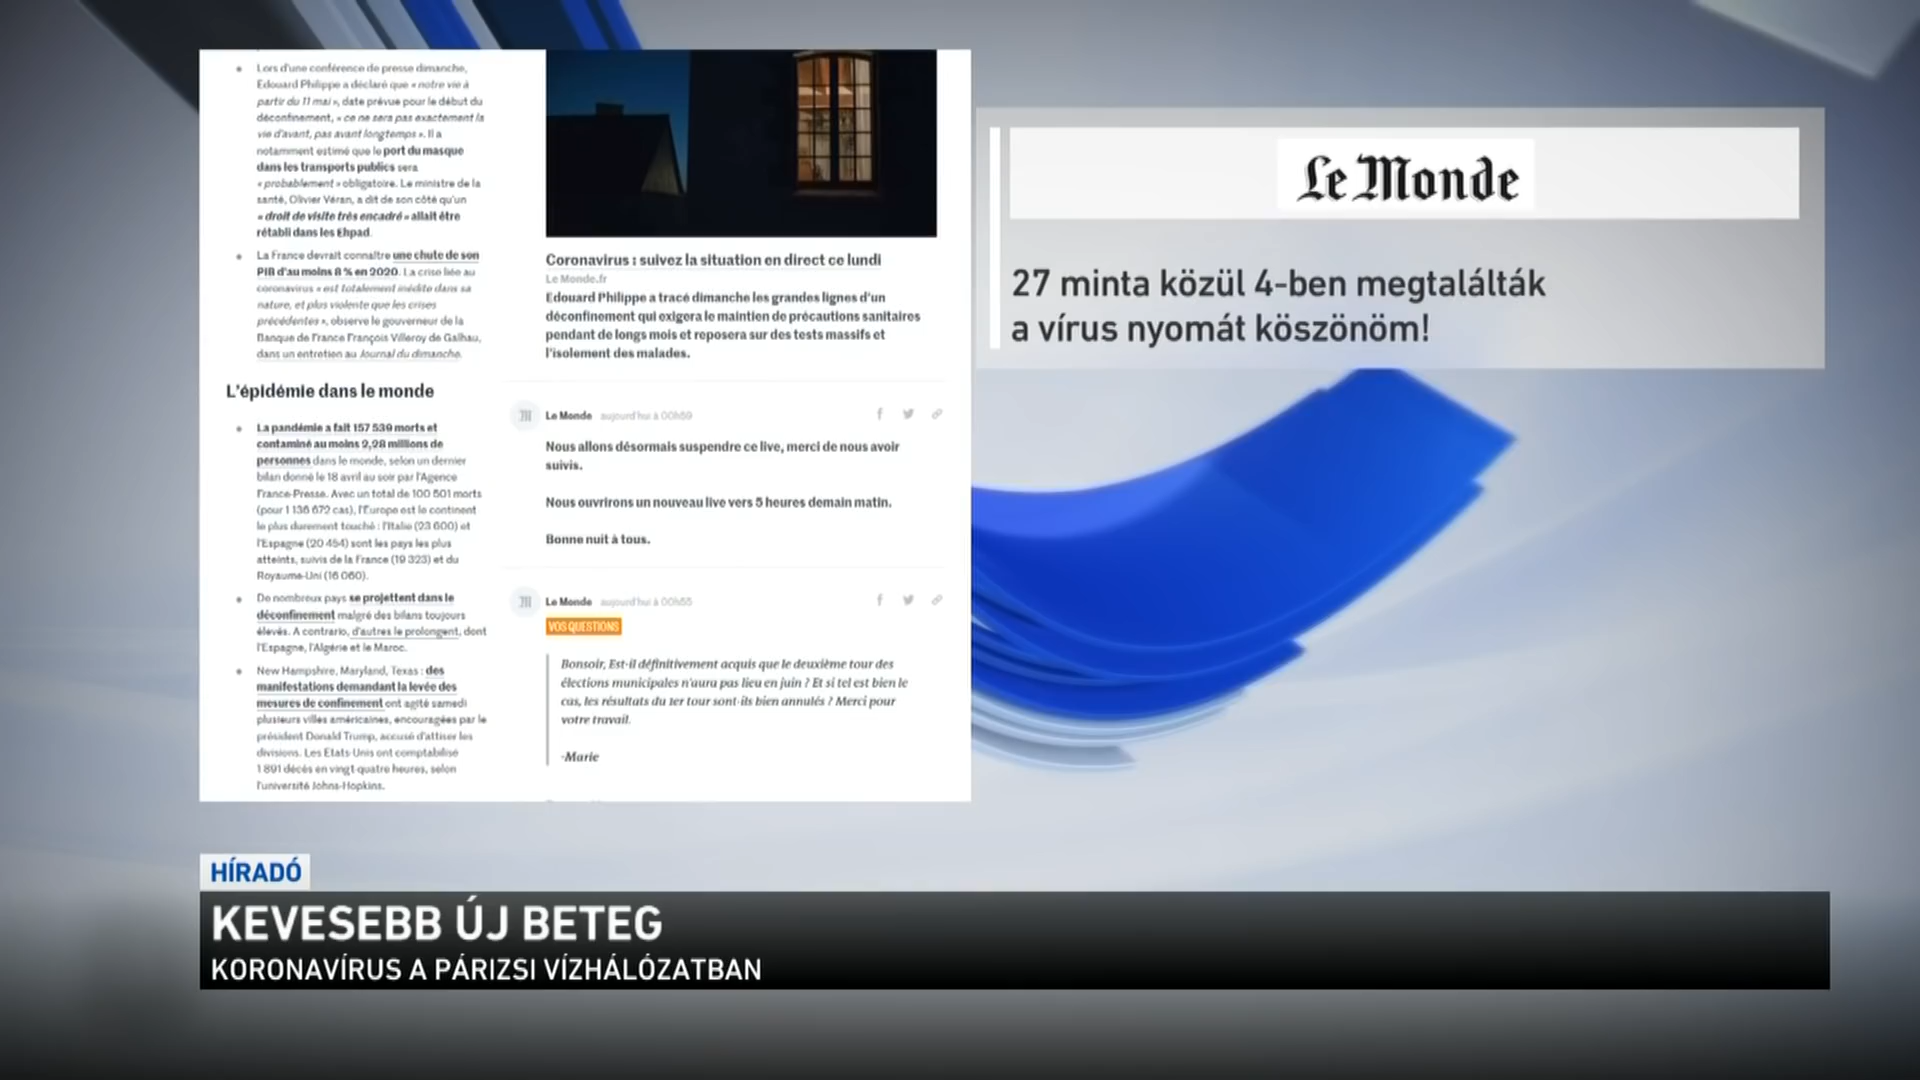 Lors d'une conférence de presse dimanche,
Edouard Philippe a déclaré que « notre vie à
partir du 11 mai », date prévue pour le début du
déconfinement, « ce ne sera pas exactement la
vie d'avant, pas avant longtemps ». Il a
notamment estimé que le port du masque
dans les transports publics sera
« probablement » obligatoire. Le ministre de la
santé, Olivier Véran, a dit de son côté qu'un
« droit de visite très encadré » allait être
rétabli dans les Ehpad.
La France devrait connaître une chute de son
PIB d'au moins 8 % en 2020. La crise liée au
coronavirus « est totalement inédite dans sa
nature, et plus violente que les crises
précédentes », observe le gouverneur de la
Banque de France François Villeroy de Galhau,
dans un entretien au Journal du dimanche.
L'épidémie dans le monde
La pandémie a fait 157 539 morts et
contaminé au moins 2,28 millions de
personnes dans le monde, selon un dernier
bilan donné le 18 avril au soir par l'Agence
France-Presse. Avec un total de 100 501 morts
(pour 1 136 672 cas), l'Europe est le continent
le plus durement touché : l'Italie (23 600) et
l'Espagne (20 454) sont les pays les plus
atteints, suivis de la France (19 323) et du
Royaume-Uni (16 060).
De nombreux pays se projettent dans le
déconfinement malgré des bilans toujours
élevés. A contrario, d'autres le prolongent, dont
l'Espagne, l'Algérie et le Maroc.
New Hampshire, Maryland, Texas : des
manifestations demandant la levée des
mesures de confinement ont agité samedi
plusieurs villes américaines, encouragées par le
président Donald Trump, accusé d'attiser les
divisions. Les Etats-Unis ont comptabilisé
1 891 décès en vingt-quatre heures, selon
l'université Johns-Hopkins.
Coronavirus : suivez la situation en direct ce lundi
Le Monde.fr
Edouard Philippe a tracé dimanche les grandes lignes d'un
déconfinement qui exigera le maintien de précautions sanitaires
pendant de longs mois et reposera sur des tests massifs et
l'isolement des malades.
Le Monde aujourd'hui à 00h59
Nous allons désormais suspendre ce live, merci de nous avoir
suivis.
Nous ouvrirons un nouveau live vers 5 heures demain matin.
Bonne nuit à tous.
Le Monde aujourd'hui à 00h55
VOS QUESTIONS
Bonsoir, Est-il définitivement acquis que le deuxième tour des
élections municipales n'aura pas lieu en juin ? Et si tel est bien le
cas, les résultats du 1er tour sont-ils bien annulés ? Merci pour
votre travail.
-Marie
Le Monde
27 minta közül 4-ben megtalálták
a vírus nyomát köszönöm!
HÍRADÓ
KEVESEBB ÚJ BETEG
KORONAVÍRUS A PÁRIZSI VÍZHÁLÓZATBAN